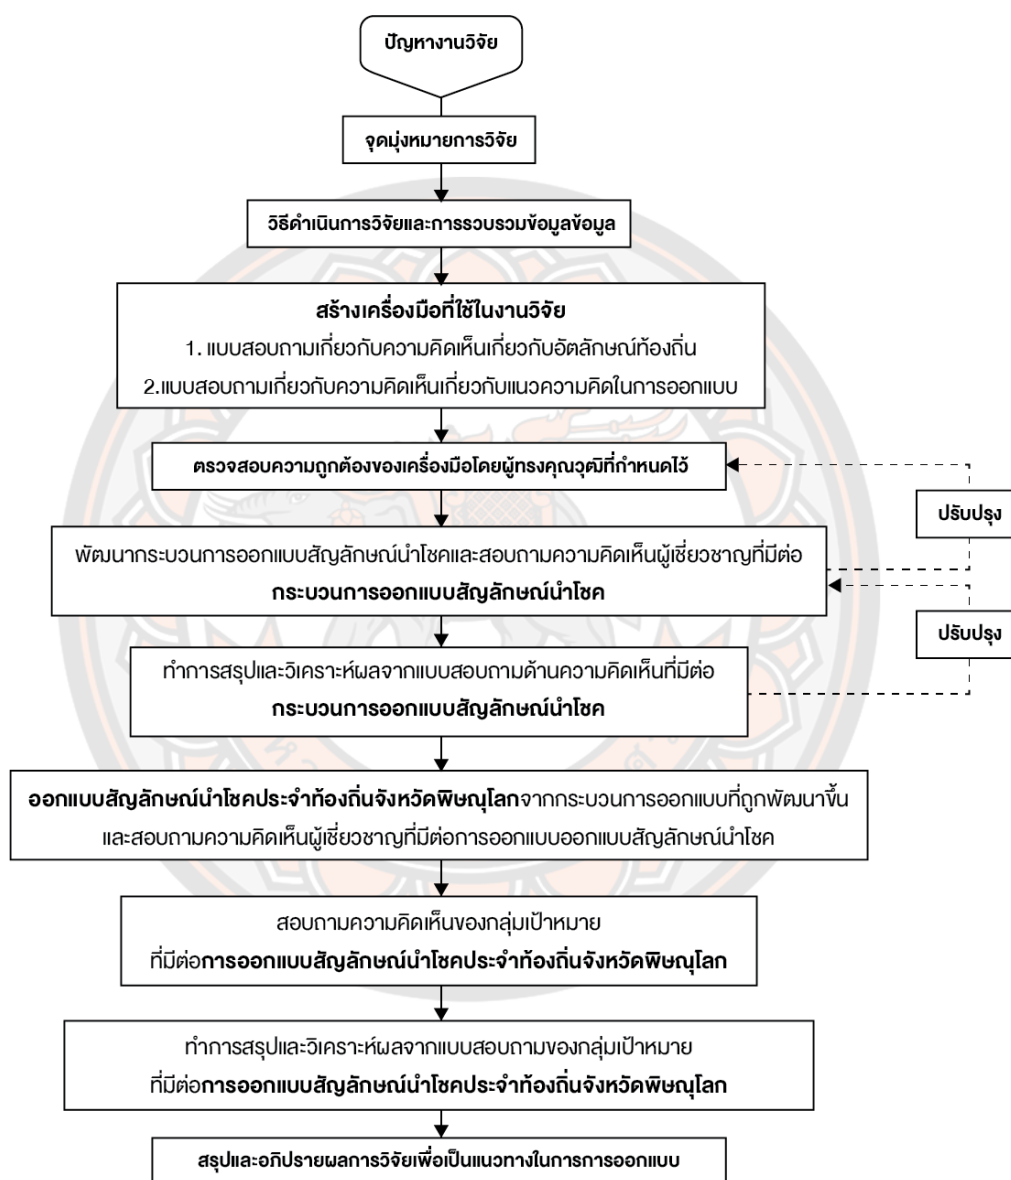 ปัญหางานวิจัย
จุดมุ่งหมายการวิจัย
วิธีดำเนินการวิจัยและการรวบรวมข้อมูลข้อมูล
สร้างเครื่องมือที่ใช้ในงานวิจัย
1. แบบสอบถามเกี่ยวกับความคิดเห็นเกี่ยวกับอัตลักษณ์ท้องถิ่น
2.แบบสอบถามเกี่ยวกับความคิดเห็นเกี่ยวกับแนวความคิดในการออกแบบ
ตรวจสอบความถูกต้องของเครื่องมือโดยผู้ทรงคุณวุฒิที่กำหนดไว้
ปรับปรุง
พัฒนากระบวนการออกแบบสัญลักษณ์นำโชคและสอบถามความคิดเห็นผู้เชี่ยวชาญที่มีต่อ
กระบวนการออกแบบสัญลักษณ์นำโชค
ปรับปรุง
ทำการสรุปและวิเคราะห์ผลจากแบบสอบถามด้านความคิดเห็นที่มีต่อ
กระบวนการออกแบบสัญลักษณ์นำโชค
ออกแบบสัญลักษณ์นำโชคประจำท้องถิ่นจังหวัดพิษณุโลกจากกระบวนการออกแบบที่ถูกพัฒนาขึ้น
และสอบถามความคิดเห็นผู้เชี่ยวชาญที่มีต่อการออกแบบออกแบบสัญลักษณ์นำโชค
สอบถามความคิดเห็นของกลุ่มเป้าหมาย
ที่มีต่อการออกแบบสัญลักษณ์นำโชคประจำท้องถิ่นจังหวัดพิษณุโลก
ทำการสรุปและวิเคราะห์ผลจากแบบสอบถามของกลุ่มเป้าหมาย
ที่มีต่อการออกแบบสัญลักษณ์นำโชคประจำท้องถิ่นจังหวัดพิษณุโลก
สรุปและอภิปรายผลการวิจัยเพื่อเป็นแนวทางในการการออกแบบ